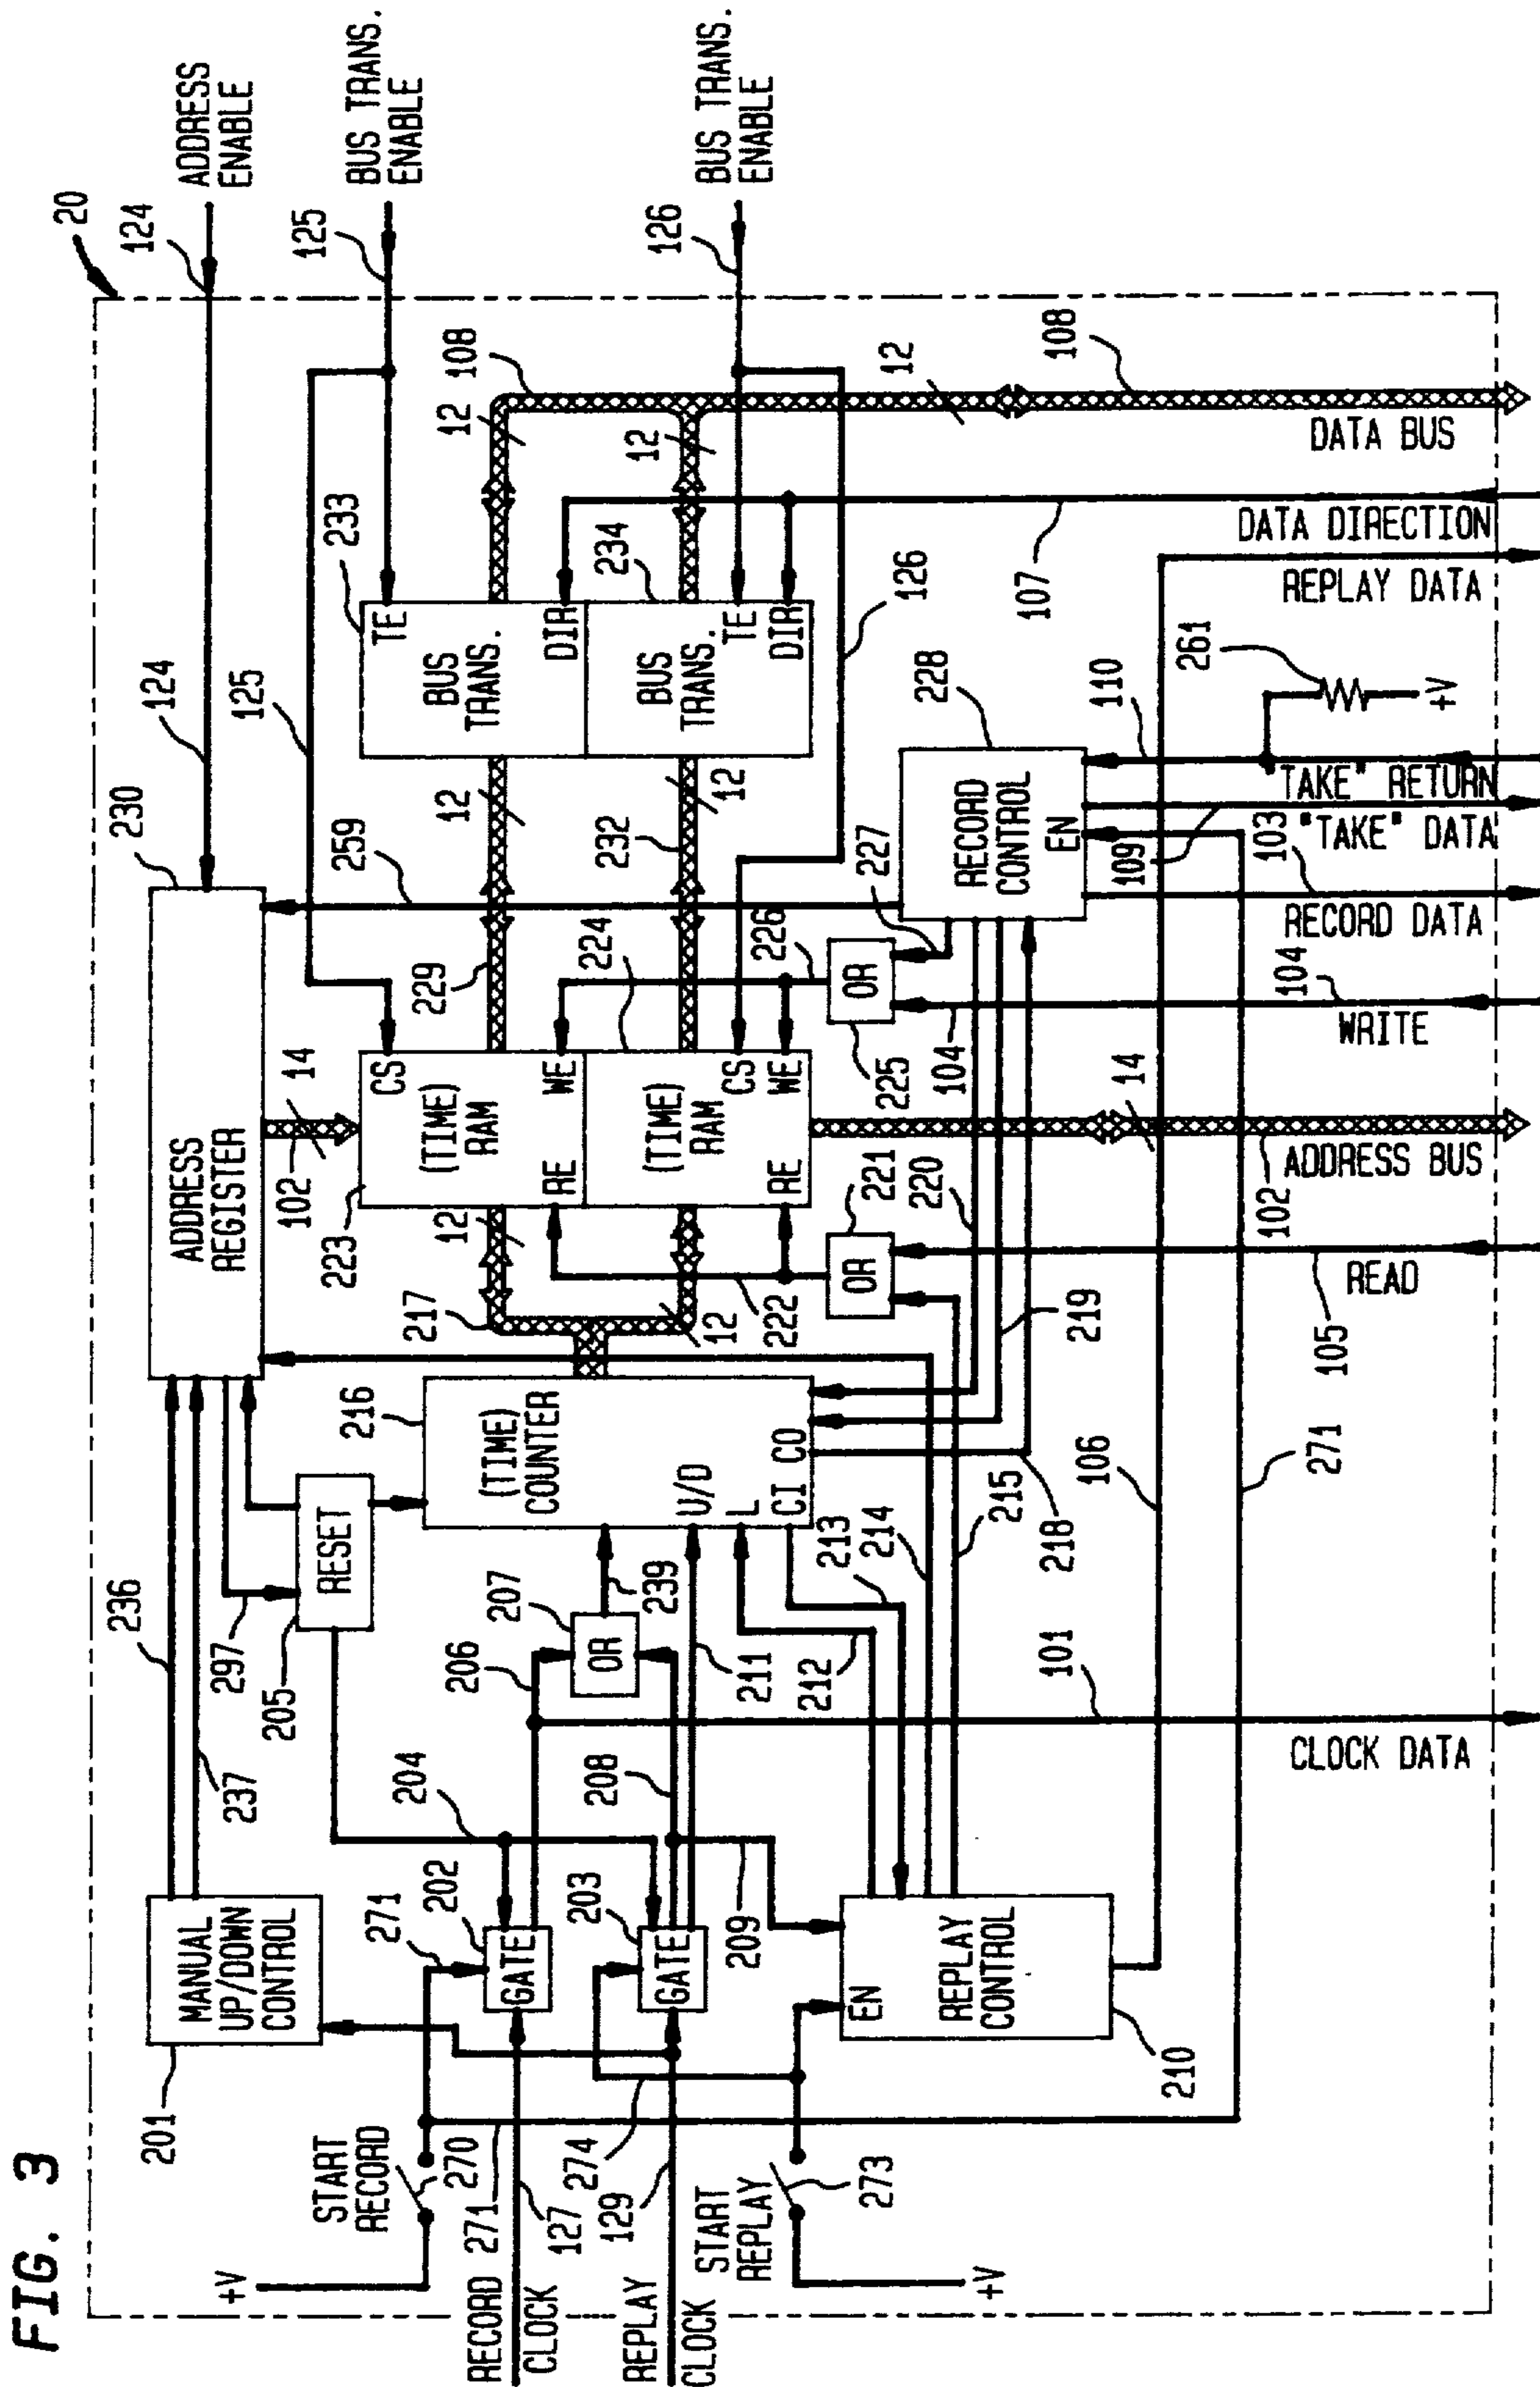 FIG. 3
20
+V
START
RECORD
270
271
RECORD
CLOCK
127
REPLAY
CLOCK
129
274
START
REPLAY
273
+V
201
MANUAL
UP/DOWN
CONTROL
236
237
297
205
RESET
204
271
202
GATE
203
GATE
206
208
209
207
OR
239
211
212
213
214
215
218
EN
REPLAY
CONTROL
210
101
CLOCK DATA
106
271
216
(TIME)
COUNTER
U/D
L
CI CO
217
12
12
222
219
220
221
OR
105
READ
230
ADDRESS
REGISTER
102
14
223
CS
(TIME)
RAM
WE
RE
224
(TIME)
RAM
CS
WE
RE
14
102
ADDRESS BUS
225
OR
226
227
104
104
WRITE
229
259
12
232
12
228
RECORD
CONTROL
EN
103
RECORD DATA
109
"TAKE" DATA
"TAKE" RETURN
110
261
+V
REPLAY DATA
107
DATA DIRECTION
233
TE
BUS
TRANS.
DIR
234
BUS
TRANS.
TE
DIR
126
12
108
12
12
108
DATA BUS
124
125
124
ADDRESS
ENABLE
125
BUS TRANS.
ENABLE
126
BUS TRANS.
ENABLE